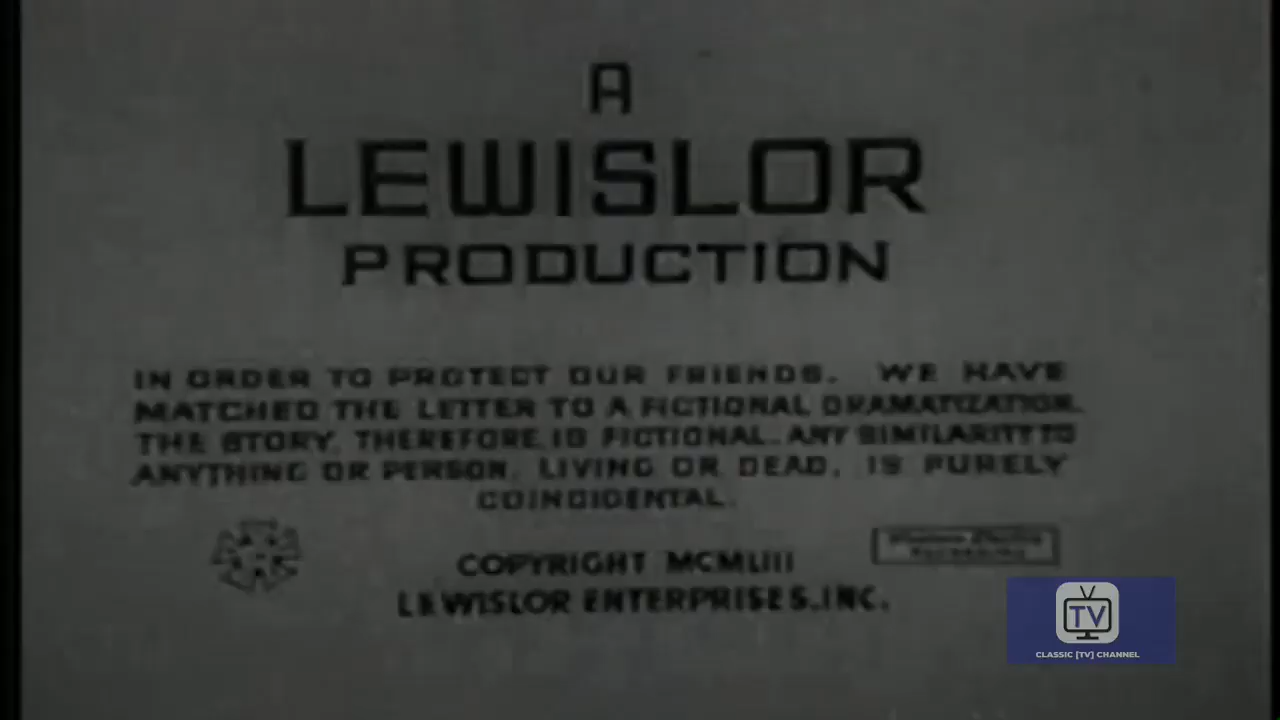 A
LEWISLOR
PRODUCTION
IN ORDER TO PROTECT OUR FRIENDS, WE HAVE
MATCHED THE LETTER TO A FICTIONAL DRAMATIZATION.
THE STORY, THEREFORE, IS FICTIONAL. ANY SIMILARITY TO
ANYTHING OR PERSON, LIVING OR DEAD, IS PURELY
COINCIDENTAL.
COPYRIGHT MCMLIII
LEWISLOR ENTERPRISES, INC.
TV
CLASSIC [TV] CHANNEL